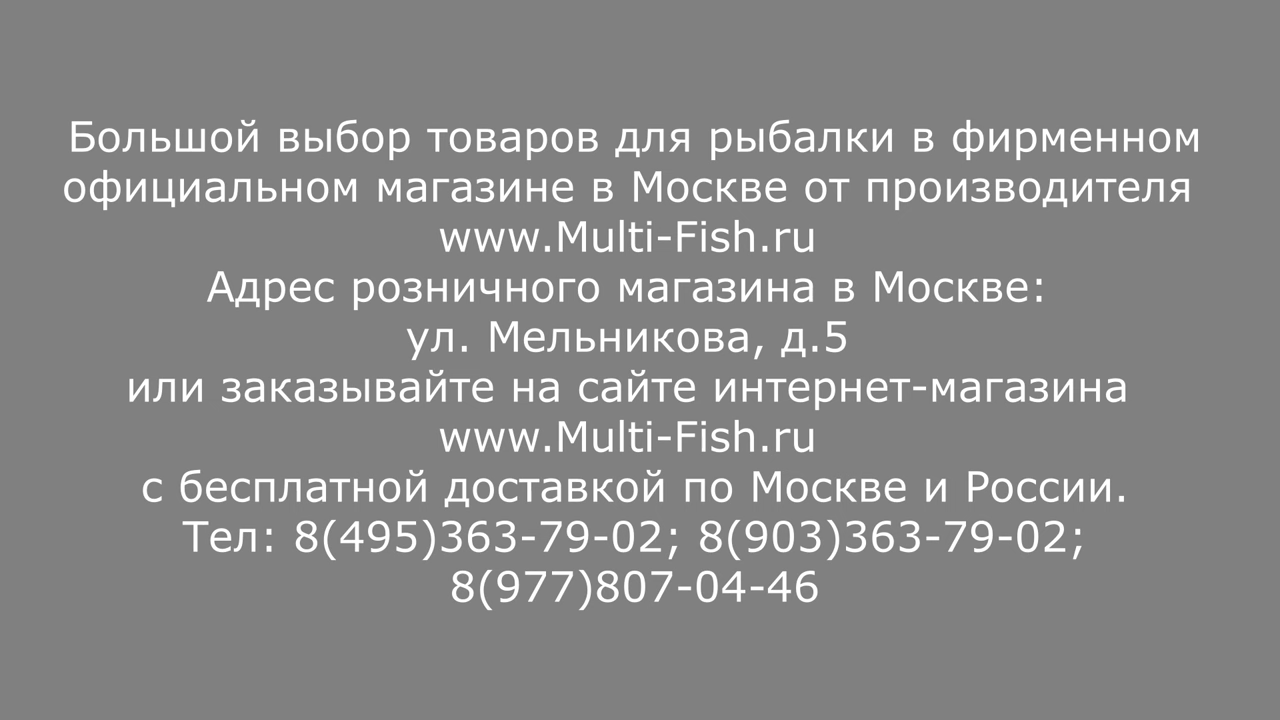 Большой выбор товаров для рыбалки в фирменном
официальном магазине в Москве от производителя
www.Multi-Fish.ru
Адрес розничного магазина в Москве:
ул. Мельникова, д.5
или заказывайте на сайте интернет-магазина
www.Multi-Fish.ru
с бесплатной доставкой по Москве и России.
Тел: 8(495)363-79-02; 8(903)363-79-02;
8(977)807-04-46